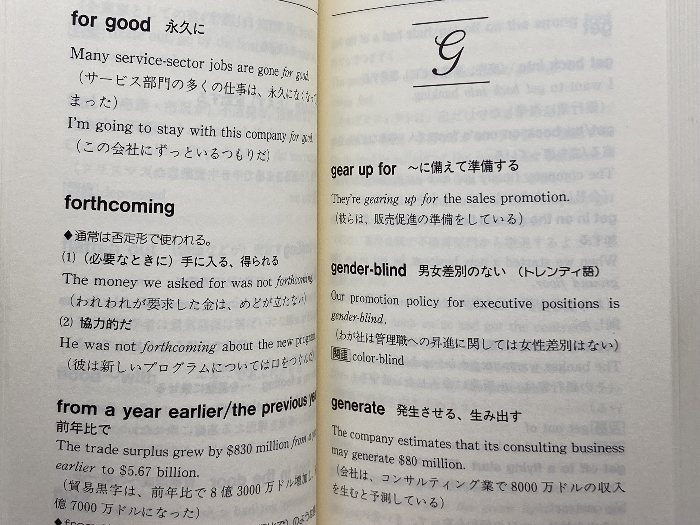 for good 永久に
Many service-sector jobs are gone for good.
(サービス部門の多くの仕事は、永久になくなっ
まった)
I'm going to stay with this company for good.
(この会社にずっといるつもりだ)
forthcoming
◆通常は否定形で使われる。
(1) (必要なときに) 手に入る、得られる
The money we asked for was not forthcoming.
(われわれが要求した金は、めどが立たない)
(2) 協力的だ
He was not forthcoming about the new program
(彼は新しいプログラムについては口をつぐんだ)
from a year earlier/the previous year
前年比で
The trade surplus grew by $830 million from a
earlier to $5.67 billion.
(貿易黒字は、前年比で 8 億 3000 万ドル増加し、
億 7000 万ドルになった)
G
gear up for ～に備えて準備する
They're gearing up for the sales promotion.
(彼らは、販売促進の準備をしている)
gender-blind 男女差別のない (トレンディ語)
Our promotion policy for executive positions is
gender-blind.
(わが社は管理職への昇進に関しては女性差別はない)
関連 color-blind
generate 発生させる、生み出す
The company estimates that its consulting business
may generate $80 million.
(会社は、コンサルティング業で 8000 万ドルの収入
を生むと予測している)